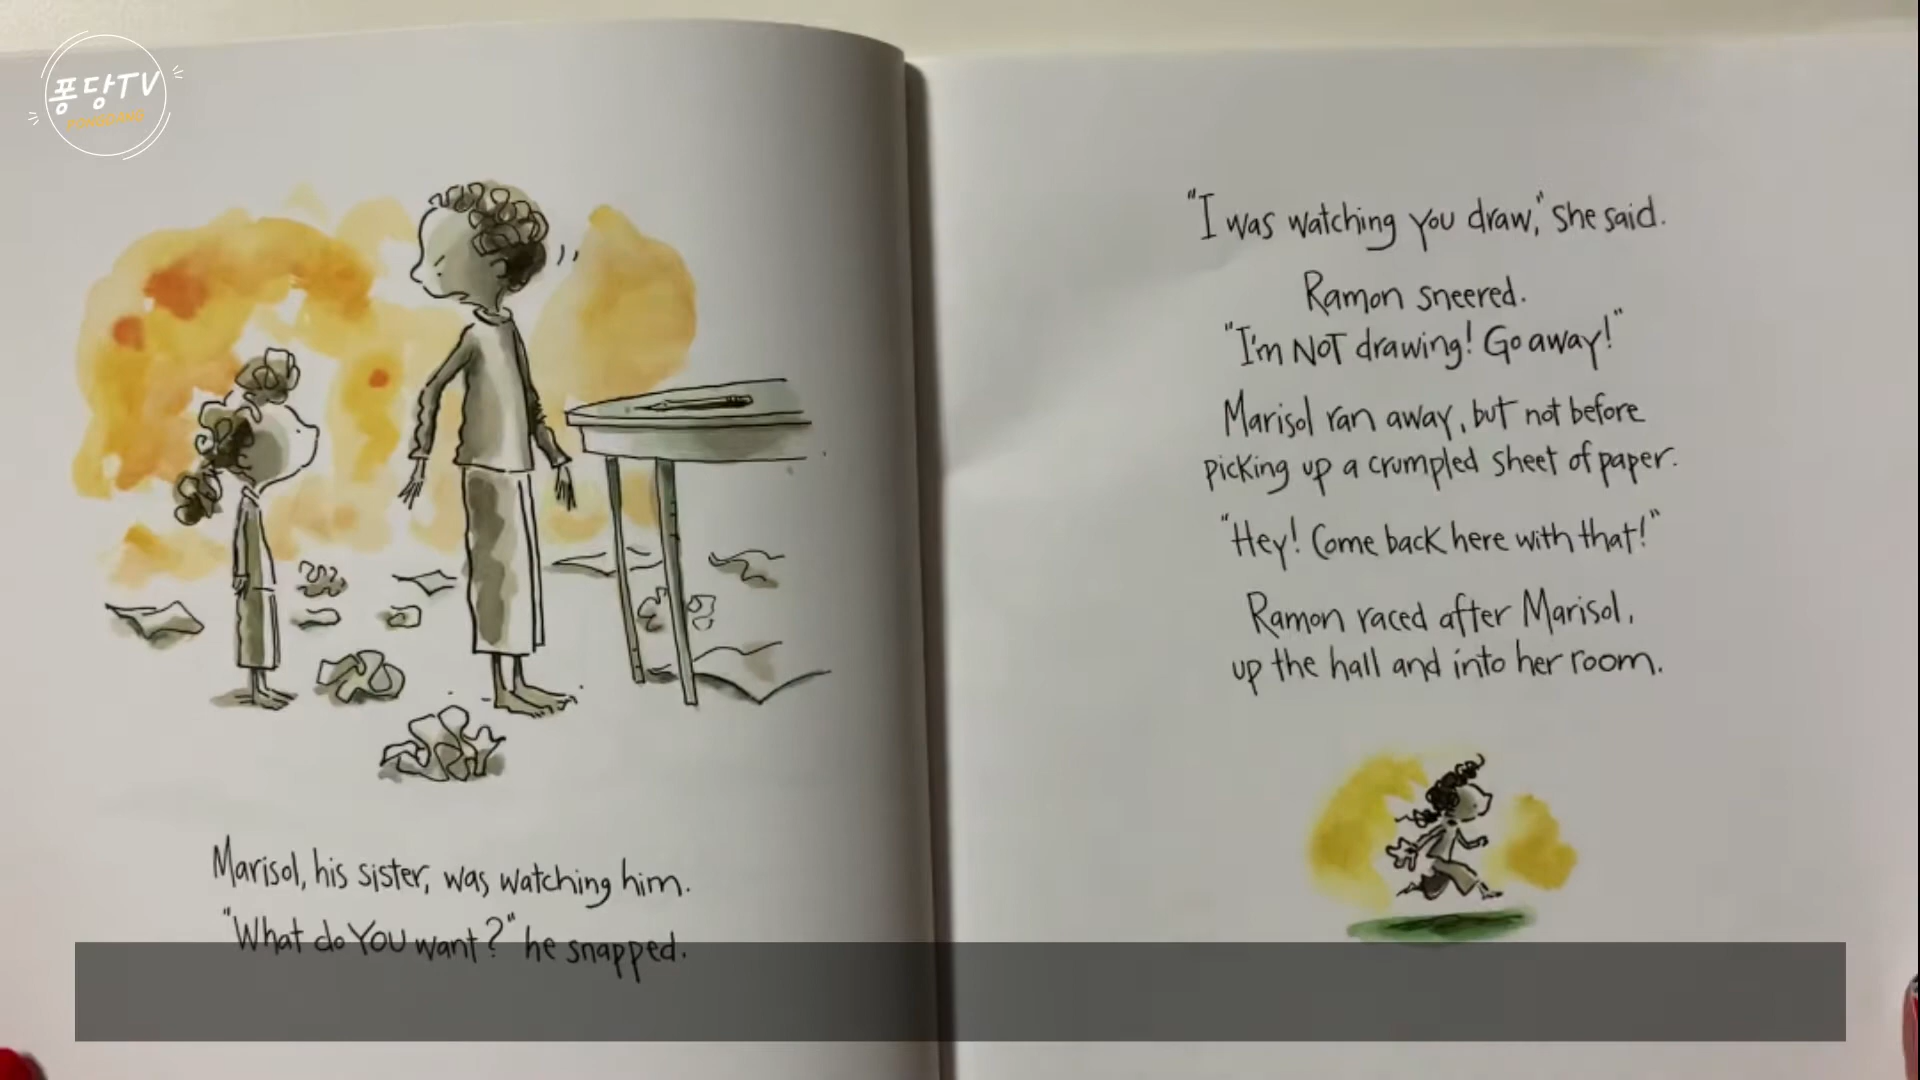 퐁당TV
PONGDANG
Marisol, his sister, was watching him.
"What do YOU want?" he snapped.
"I was watching you draw," she said.
Ramon sneered.
"I'm NOT drawing! Go away!"
Marisol ran away, but not before
picking up a crumpled sheet of paper.
"Hey! Come back here with that!"
Ramon raced after Marisol,
up the hall and into her room.